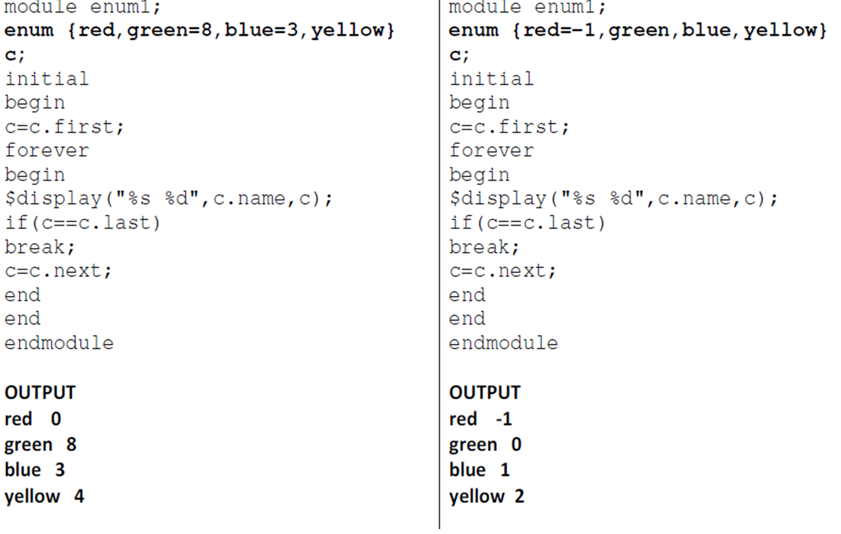 module enum1;
enum {red,green=8,blue=3,yellow}
c;
initial
begin
c=c.first;
forever
begin
$display("%s %d",c.name,c);
if(c==c.last)
break;
c=c.next;
end
end
endmodule
OUTPUT
red 0
green 8
blue 3
yellow 4
module enum1;
enum {red=-1,green,blue,yellow}
c;
initial
begin
c=c.first;
forever
begin
$display("%s %d",c.name,c);
if(c==c.last)
break;
c=c.next;
end
end
endmodule
OUTPUT
red -1
green 0
blue 1
yellow 2